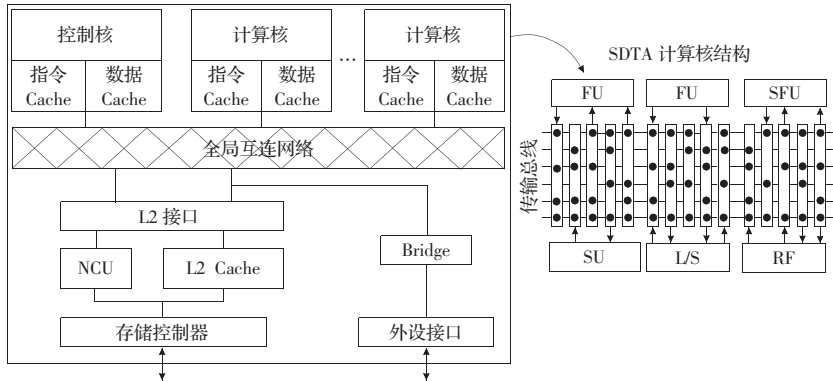 控制核
计算核
计算核
指令 Cache
数据 Cache
指令 Cache
数据 Cache
…
指令 Cache
数据 Cache
全局互连网络
L2 接口
NCU
L2 Cache
Bridge
存储控制器
外设接口
SDTA 计算核结构
FU
FU
SFU
传输总线
SU
L/S
RF